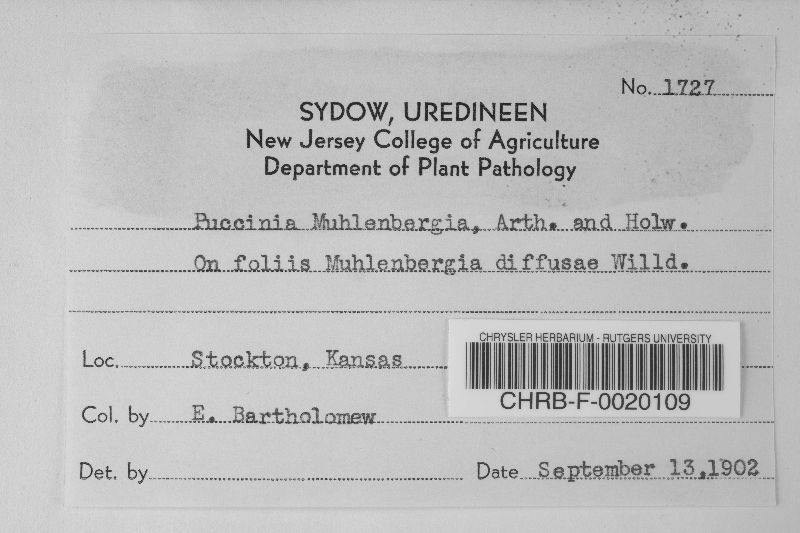 No. 1727
SYDOW, UREDINEEN
New Jersey College of Agriculture
Department of Plant Pathology
Puccinia Muhlenbergia, Arth. and Holw.
On foliis Muhlenbergia diffusae Willd.
Loc. Stockton, Kansas
CHRYSLER HERBARIUM - RUTGERS UNIVERSITY
CHRB-F-0020109
Col. by E. Bartholomew
Det. by
Date September 13, 1902